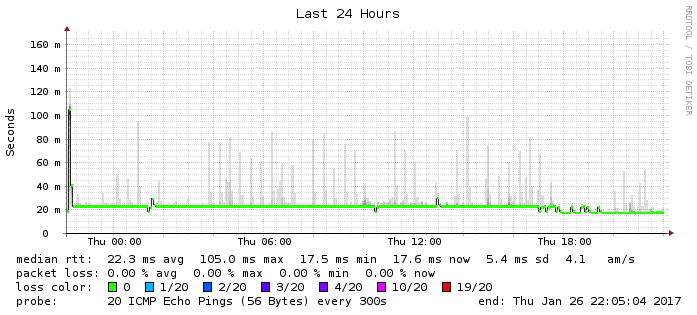 Last 24 Hours
RRDTOOL / TOBI OETIKER
Seconds
160 m
140 m
120 m
100 m
80 m
60 m
40 m
20 m
0
Thu 00:00 Thu 06:00 Thu 12:00 Thu 18:00
median rtt: 22.3 ms avg 105.0 ms max 17.5 ms min 17.6 ms now 5.4 ms sd 4.1 am/s
packet loss: 0.00 % avg 0.00 % max 0.00 % min 0.00 % now
loss color: 0 1/20 2/20 3/20 4/20 10/20 19/20
probe: 20 ICMP Echo Pings (56 Bytes) every 300s end: Thu Jan 26 22:05:04 2017